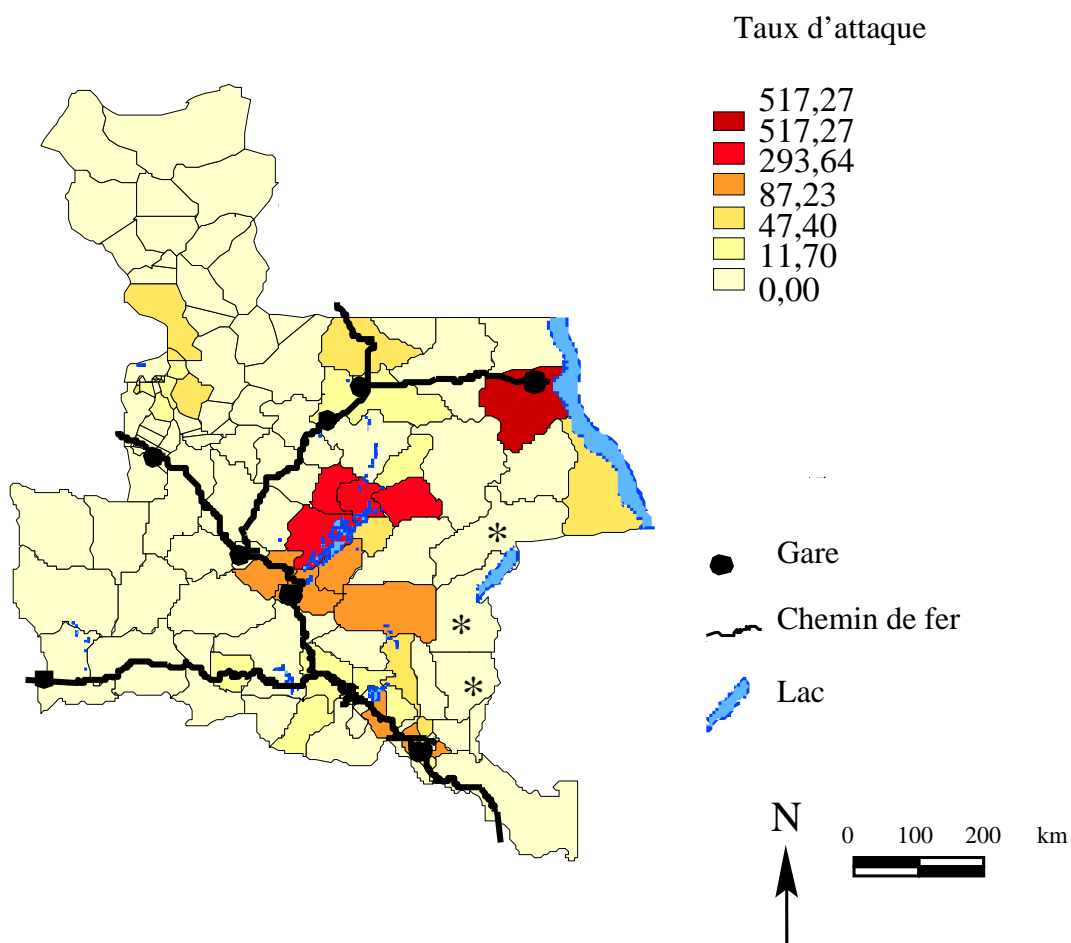 Taux d'attaque
517,27
517,27
293,64
87,23
47,40
11,70
0,00
*
Gare
Chemin de fer
*
*
Lac
N
0 100 200 km